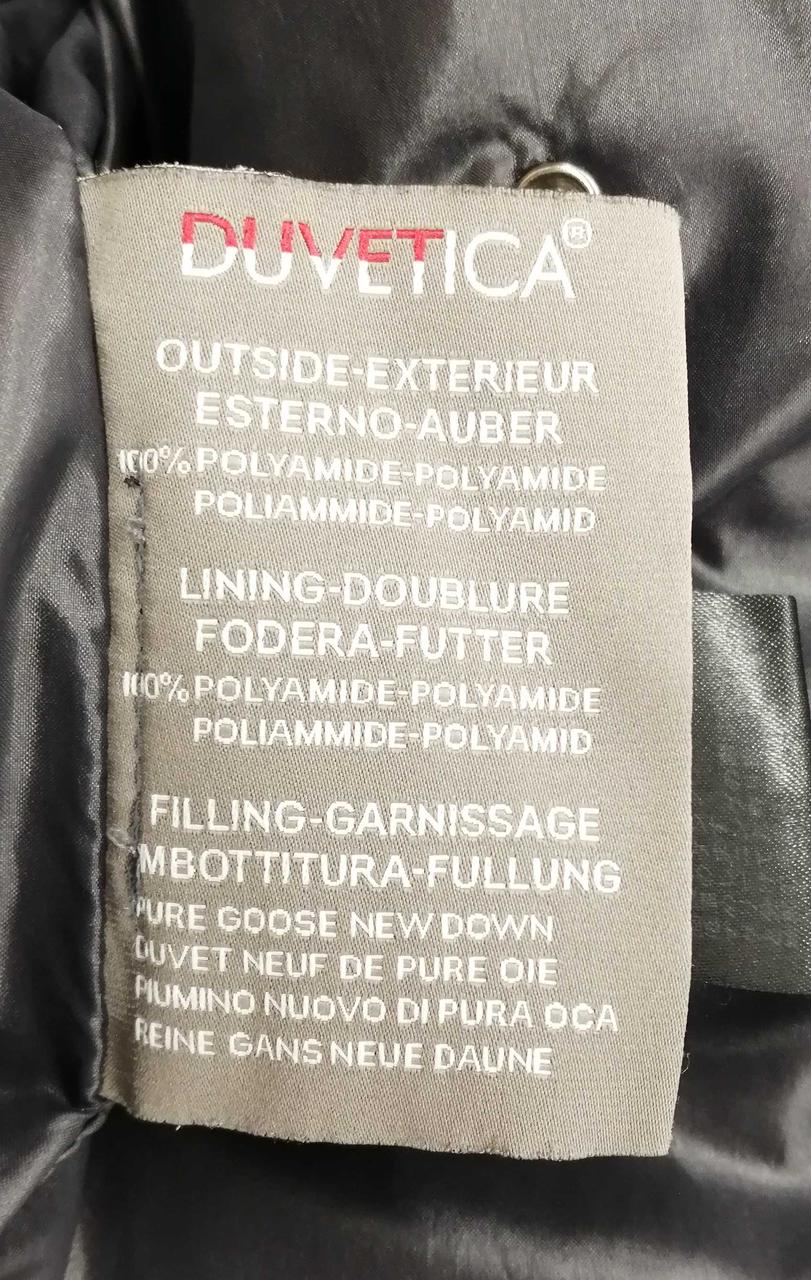 DUVETICA®
OUTSIDE-EXTERIEUR
ESTERNO-AUBER
100% POLYAMIDE-POLYAMIDE
POLIAMMIDE-POLYAMID
LINING-DOUBLURE
FODERA-FUTTER
100% POLYAMIDE-POLYAMIDE
POLIAMMIDE-POLYAMID
FILLING-GARNISSAGE
MBOTTITURA-FULLUNG
PURE GOOSE NEW DOWN
DUVET NEUF DE PURE OIE
PIUMINO NUOVO DI PURA OCA
REINE GANS NEUE DAUNE